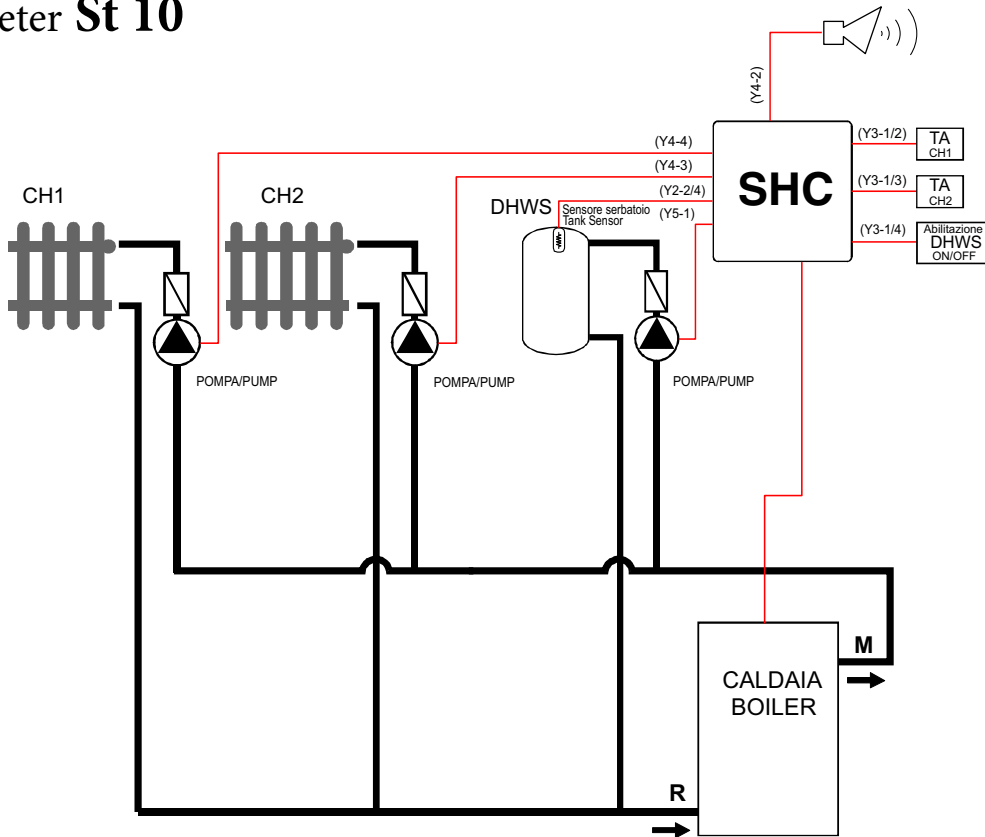 eter St 10
(Y4-2)
(Y4-4)
(Y4-3)
(Y2-2/4)
(Y5-1)
SHC
(Y3-1/2)
TA
CH1
(Y3-1/3)
TA
CH2
(Y3-1/4)
Abilitazione
DHWS
ON/OFF
CH1
CH2
DHWS
Sensore serbatoio
Tank Sensor
POMPA/PUMP
POMPA/PUMP
POMPA/PUMP
M
CALDAIA
BOILER
R